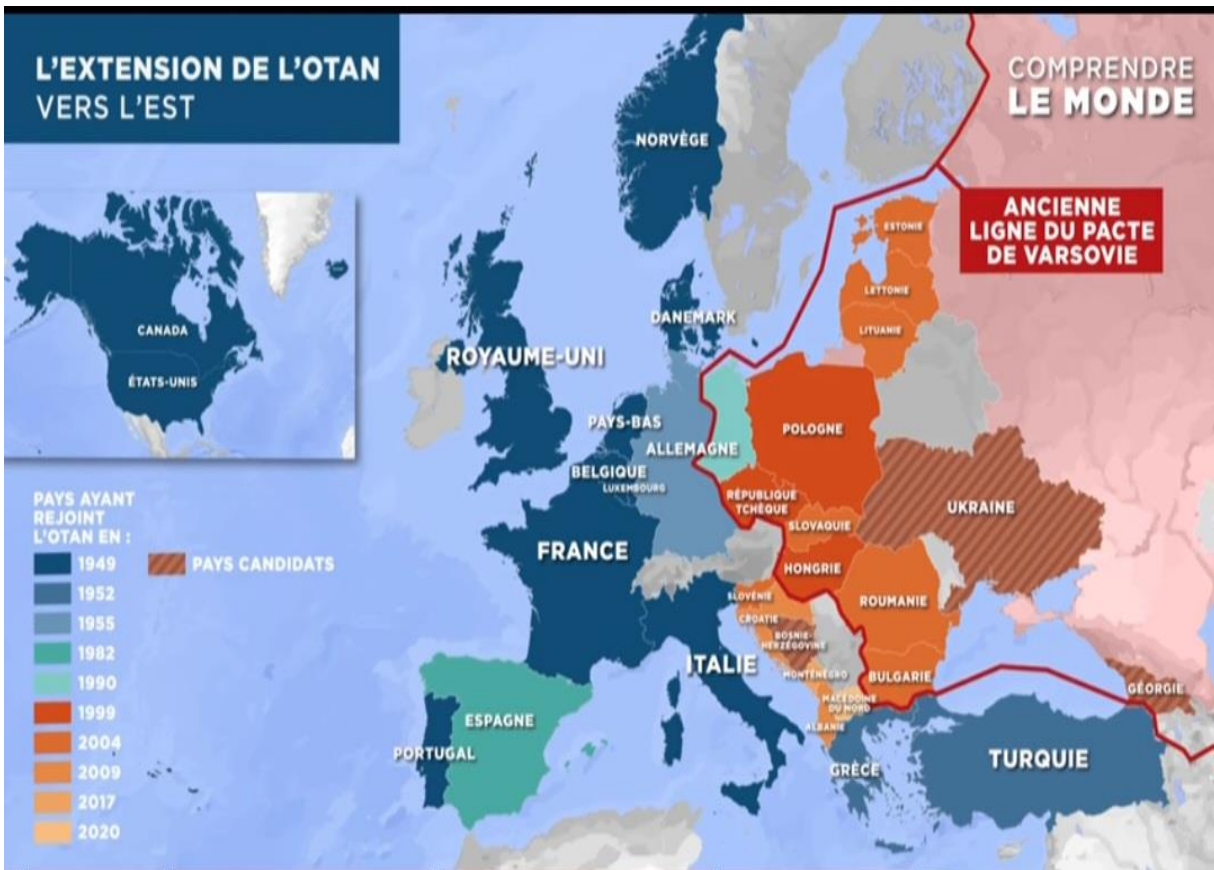 L'EXTENSION DE L'OTAN
VERS L'EST
COMPRENDRE
LE MONDE
ANCIENNE
LIGNE DU PACTE
DE VARSOVIE
CANADA
ÉTATS-UNIS
NORVÈGE
ESTONIE
LETTONIE
LITUANIE
DANEMARK
ROYAUME-UNI
PAYS-BAS
ALLEMAGNE
POLOGNE
BELGIQUE
LUXEMBOURG
RÉPUBLIQUE
TCHÈQUE
UKRAINE
SLOVAQUIE
FRANCE
HONGRIE
SLOVÉNIE
ROUMANIE
CROATIE
BOSNIE-
HERZÉGOVINE
ITALIE
MONTÉNÉGRO
BULGARIE
GÉORGIE
MACÉDOINE
DU NORD
ESPAGNE
ALBANIE
PORTUGAL
GRÈCE
TURQUIE
PAYS AYANT
REJOINT
L'OTAN EN :
1949
PAYS CANDIDATS
1952
1955
1982
1990
1999
2004
2009
2017
2020